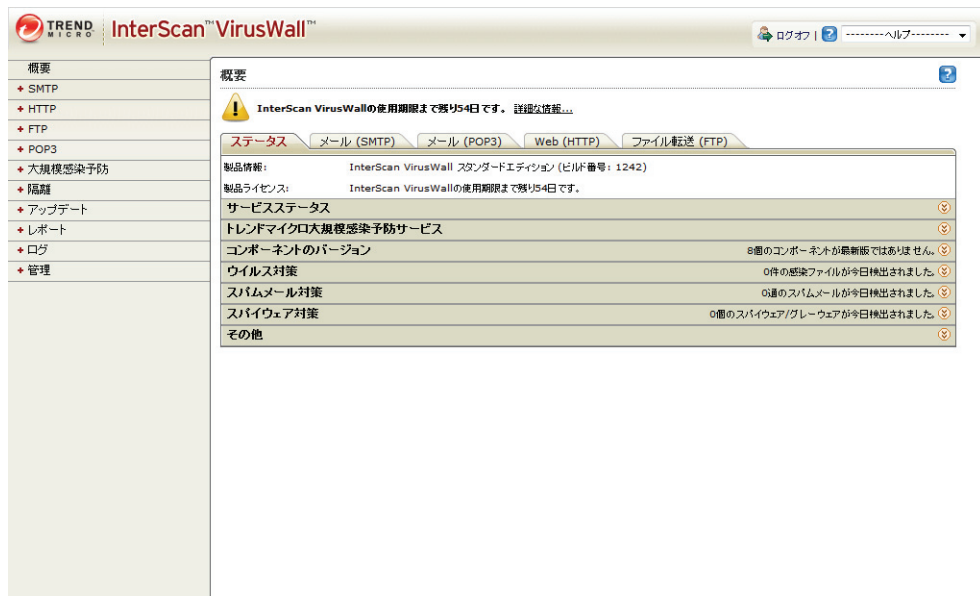 TREND MICRO InterScan™ VirusWall™
ログオフ | --------ヘルプ--------
概要
+ SMTP
+ HTTP
+ FTP
+ POP3
+ 大規模感染予防
+ 隔離
+ アップデート
+ レポート
+ ログ
+ 管理
概要
InterScan VirusWallの使用期限まで残り54日です。 詳細な情報...
ステータス メール (SMTP) メール (POP3) Web (HTTP) ファイル転送 (FTP)
製品情報: InterScan VirusWall スタンダードエディション (ビルド番号: 1242)
製品ライセンス: InterScan VirusWallの使用期限まで残り54日です。
サービスステータス
トレンドマイクロ大規模感染予防サービス
コンポーネントのバージョン 8個のコンポーネントが最新版ではありません。
ウイルス対策 0件の感染ファイルが今日検出されました。
スパムメール対策 0通のスパムメールが今日検出されました。
スパイウェア対策 0個のスパイウェア/グレーウェアが今日検出されました。
その他